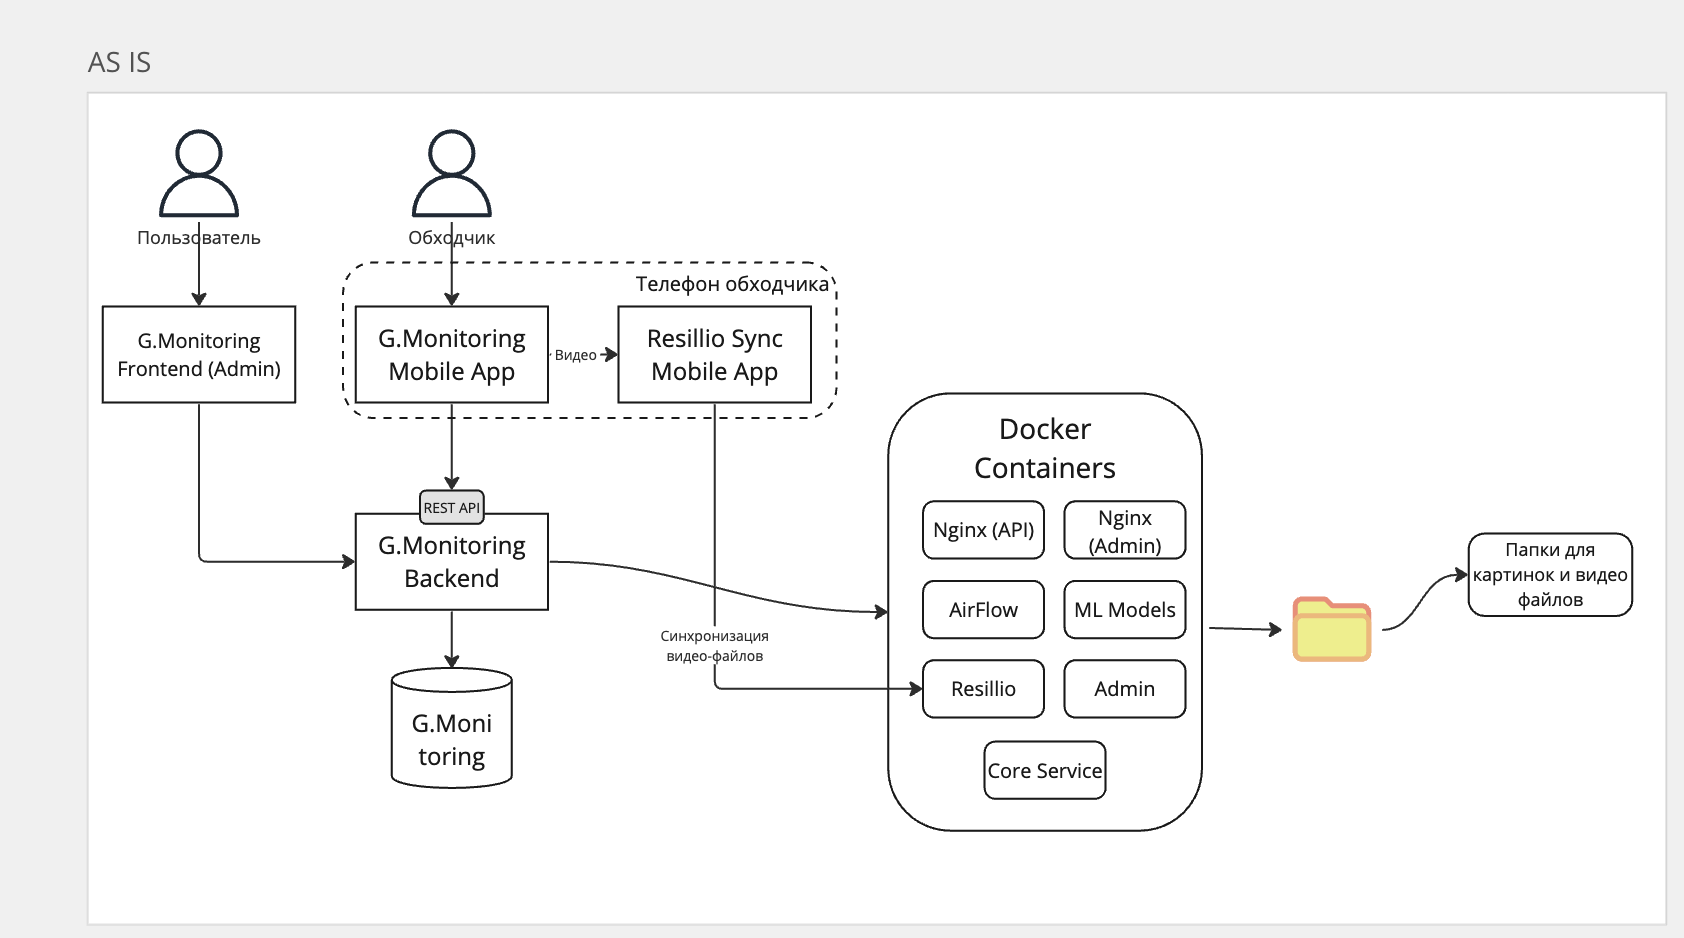 AS IS
Пользователь
Обходчик
Телефон обходчика
G.Monitoring
Frontend (Admin)
G.Monitoring
Mobile App
Видео
Resillio Sync
Mobile App
REST API
G.Monitoring
Backend
Синхронизация
видео-файлов
G.Moni
toring
Docker
Containers
Nginx (API)
Nginx
(Admin)
AirFlow
ML Models
Resillio
Admin
Core Service
Папки для
картинок и видео
файлов